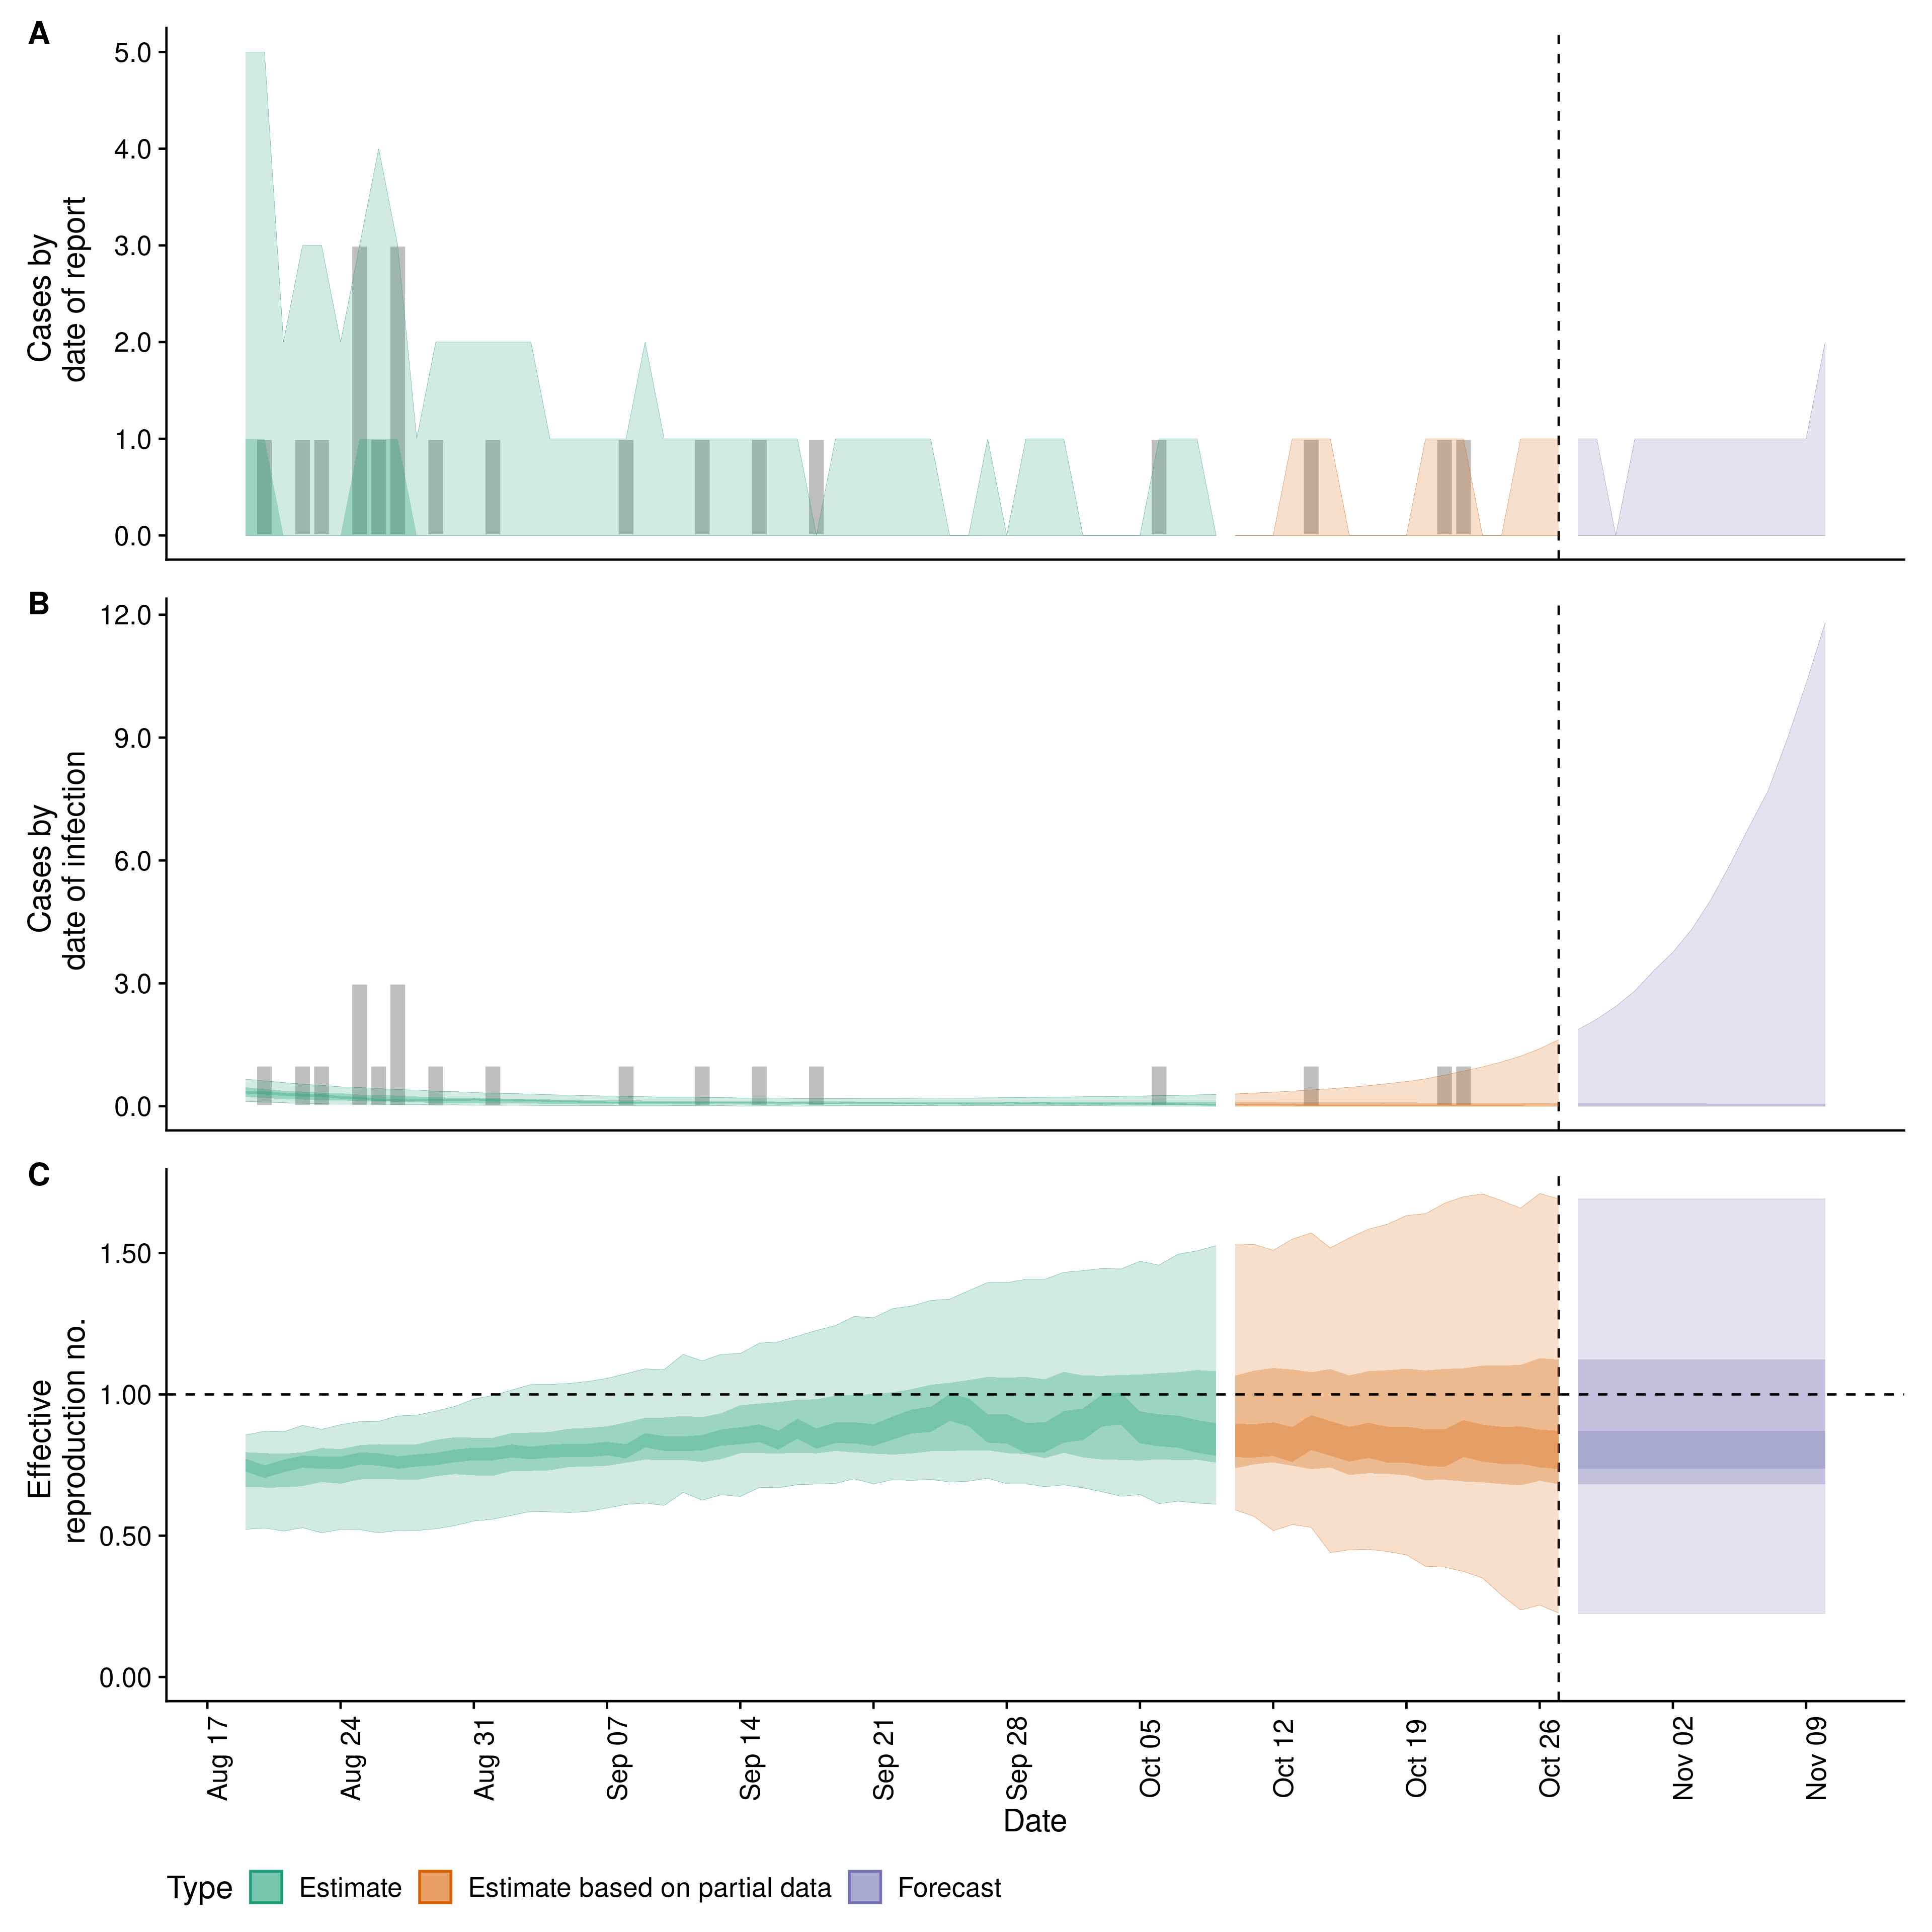 A
5.0
4.0
3.0
2.0
1.0
0.0
Cases by
date of report
B
12.0
9.0
6.0
3.0
0.0
Cases by
date of infection
C
1.50
1.00
0.50
0.00
Effective
reproduction no.
Aug 17
Aug 24
Aug 31
Sep 07
Sep 14
Sep 21
Sep 28
Oct 05
Oct 12
Oct 19
Oct 26
Nov 02
Nov 09
Date
Type
Estimate
Estimate based on partial data
Forecast